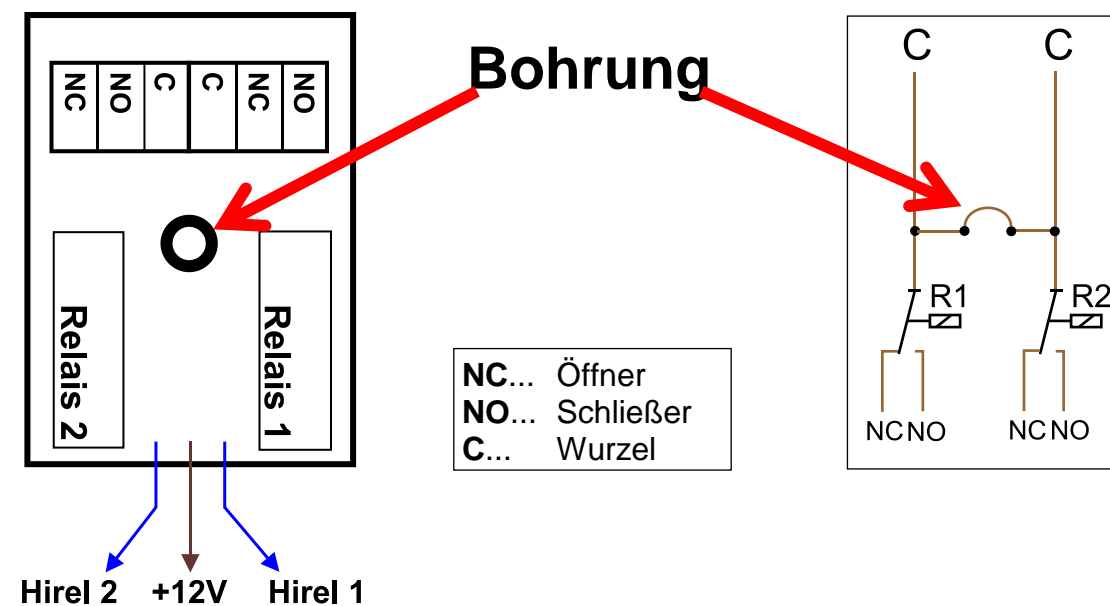 Bohrung
NC NO C C NC NO
Relais 2
Relais 1
Hirel 2 +12V Hirel 1
NC... Öffner
NO... Schließer
C... Wurzel
C C
R1 R2
NC NO NC NO